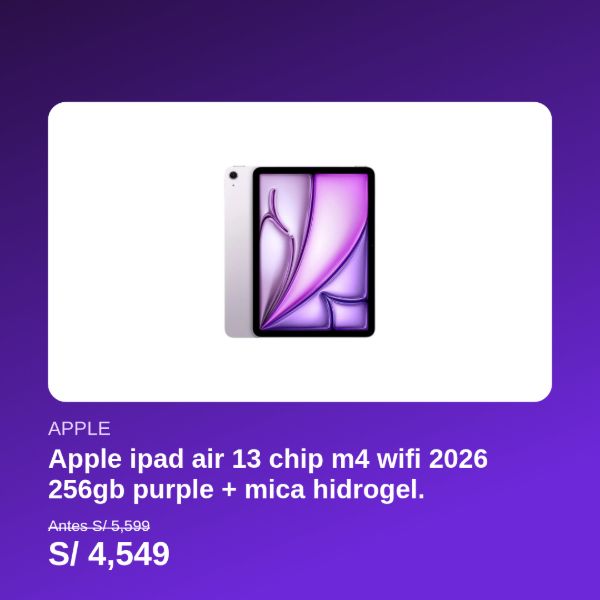 APPLE
Apple ipad air 13 chip m4 wifi 2026
256gb purple + mica hidrogel.
Antes S/ 5,599
S/ 4,549